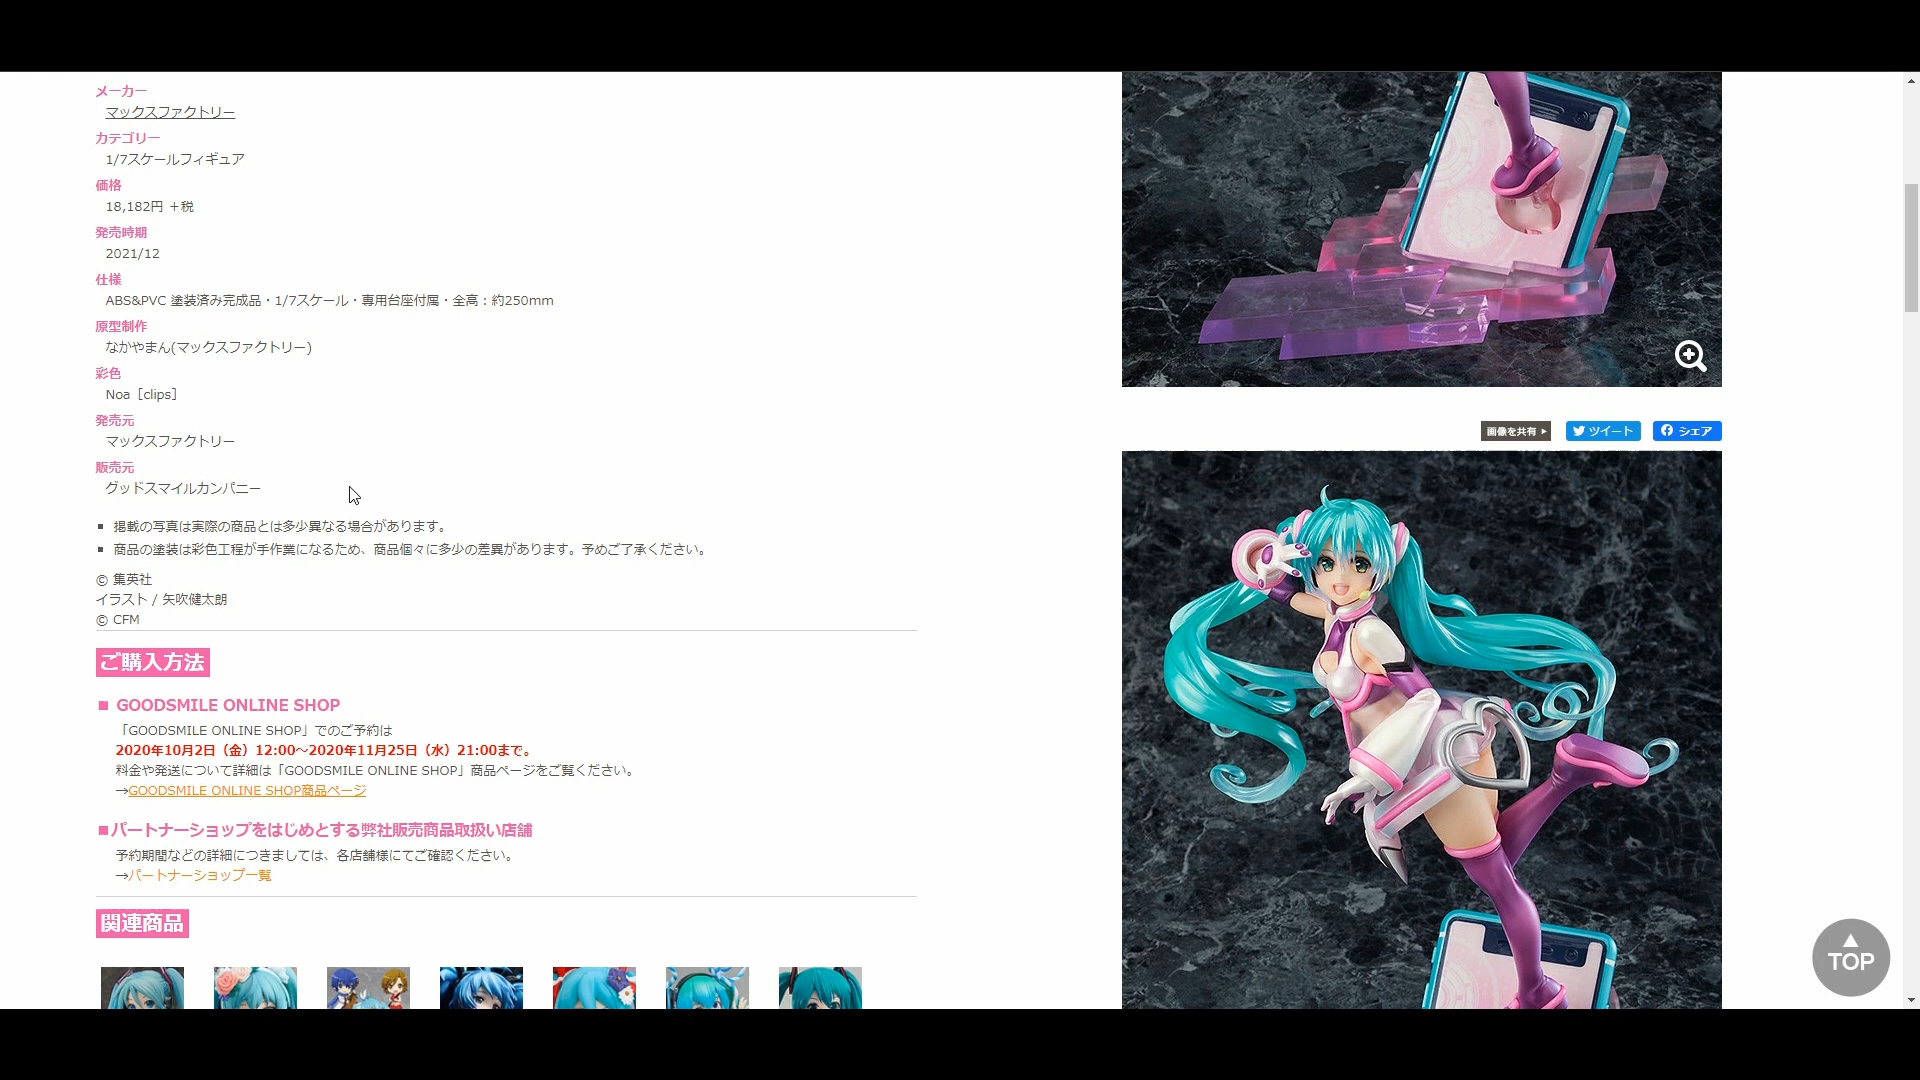 メーカー
マックスファクトリー
カテゴリー
1/7スケールフィギュア
価格
18,182円 +税
発売時期
2021/12
仕様
ABS&PVC 塗装済み完成品・1/7スケール・専用台座付属・全高：約250mm
原型制作
なかやまん(マックスファクトリー)
彩色
Noa［clips］
発売元
マックスファクトリー
販売元
グッドスマイルカンパニー
掲載の写真は実際の商品とは多少異なる場合があります。
商品の塗装は彩色工程が手作業になるため、商品個々に多少の差異があります。予めご了承ください。
© 集英社
イラスト / 矢吹健太朗
© CFM
ご購入方法
■ GOODSMILE ONLINE SHOP
「GOODSMILE ONLINE SHOP」でのご予約は
2020年10月2日（金）12:00～2020年11月25日（水）21:00まで。
料金や発送について詳細は「GOODSMILE ONLINE SHOP」商品ページをご覧ください。
→GOODSMILE ONLINE SHOP商品ページ
■パートナーショップをはじめとする弊社販売商品取扱い店舗
予約期間などの詳細につきましては、各店舗様にてご確認ください。
→パートナーショップ一覧
関連商品
画像を共有
ツイート
シェア
TOP